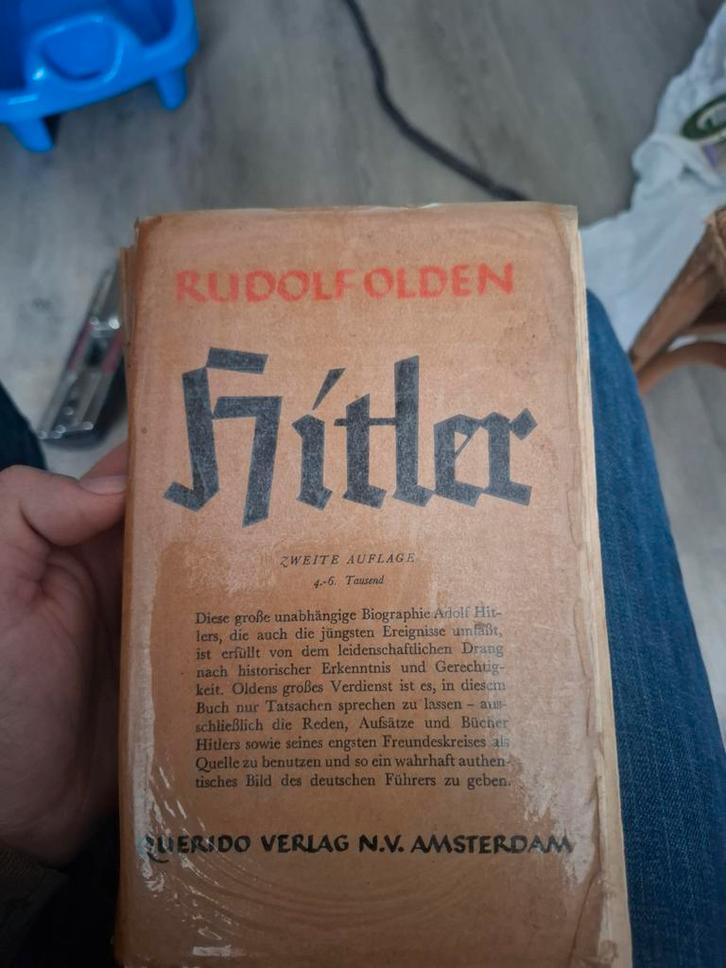 RUDOLF OLDEN
Hitler
ZWEITE AUFLAGE
4.-6. Tausend
Diese große unabhängige Biographie Adolf Hit-
lers, die auch die jüngsten Ereignisse umfaßt,
ist erfüllt von dem leidenschaftlichen Drang
nach historischer Erkenntnis und Gerechtig-
keit. Oldens großes Verdienst ist es, in diesem
Buch nur Tatsachen sprechen zu lassen – aus-
schließlich die Reden, Aufsätze und Bücher
Hitlers sowie seines engsten Freundeskreises als
Quelle zu benutzen und so ein wahrhaft authen-
tisches Bild des deutschen Führers zu geben.
QUERIDO VERLAG N.V. AMSTERDAM